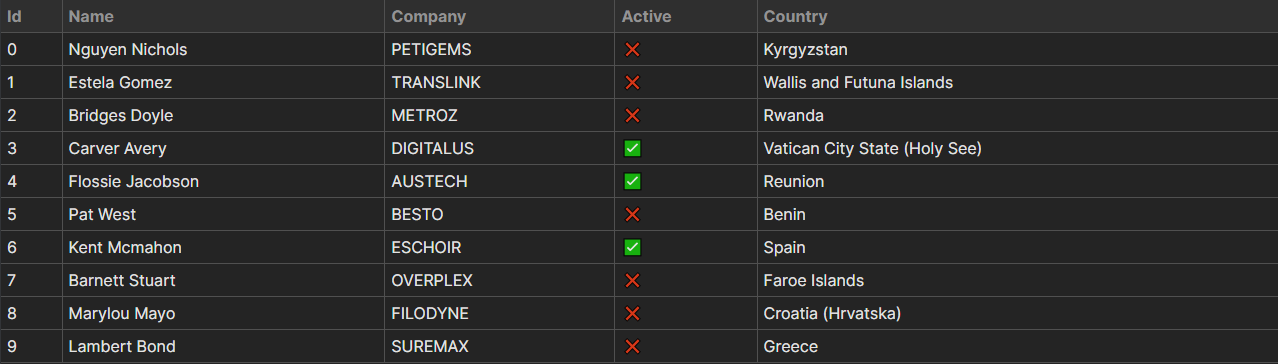 Id Name Company Active Country
0 Nguyen Nichols PETIGEMS ❌ Kyrgyzstan
1 Estela Gomez TRANSLINK ❌ Wallis and Futuna Islands
2 Bridges Doyle METROZ ❌ Rwanda
3 Carver Avery DIGITALUS ✅ Vatican City State (Holy See)
4 Flossie Jacobson AUSTECH ✅ Reunion
5 Pat West BESTO ❌ Benin
6 Kent Mcmahon ESCHOIR ✅ Spain
7 Barnett Stuart OVERPLEX ❌ Faroe Islands
8 Marylou Mayo FILODYNE ❌ Croatia (Hrvatska)
9 Lambert Bond SUREMAX ❌ Greece